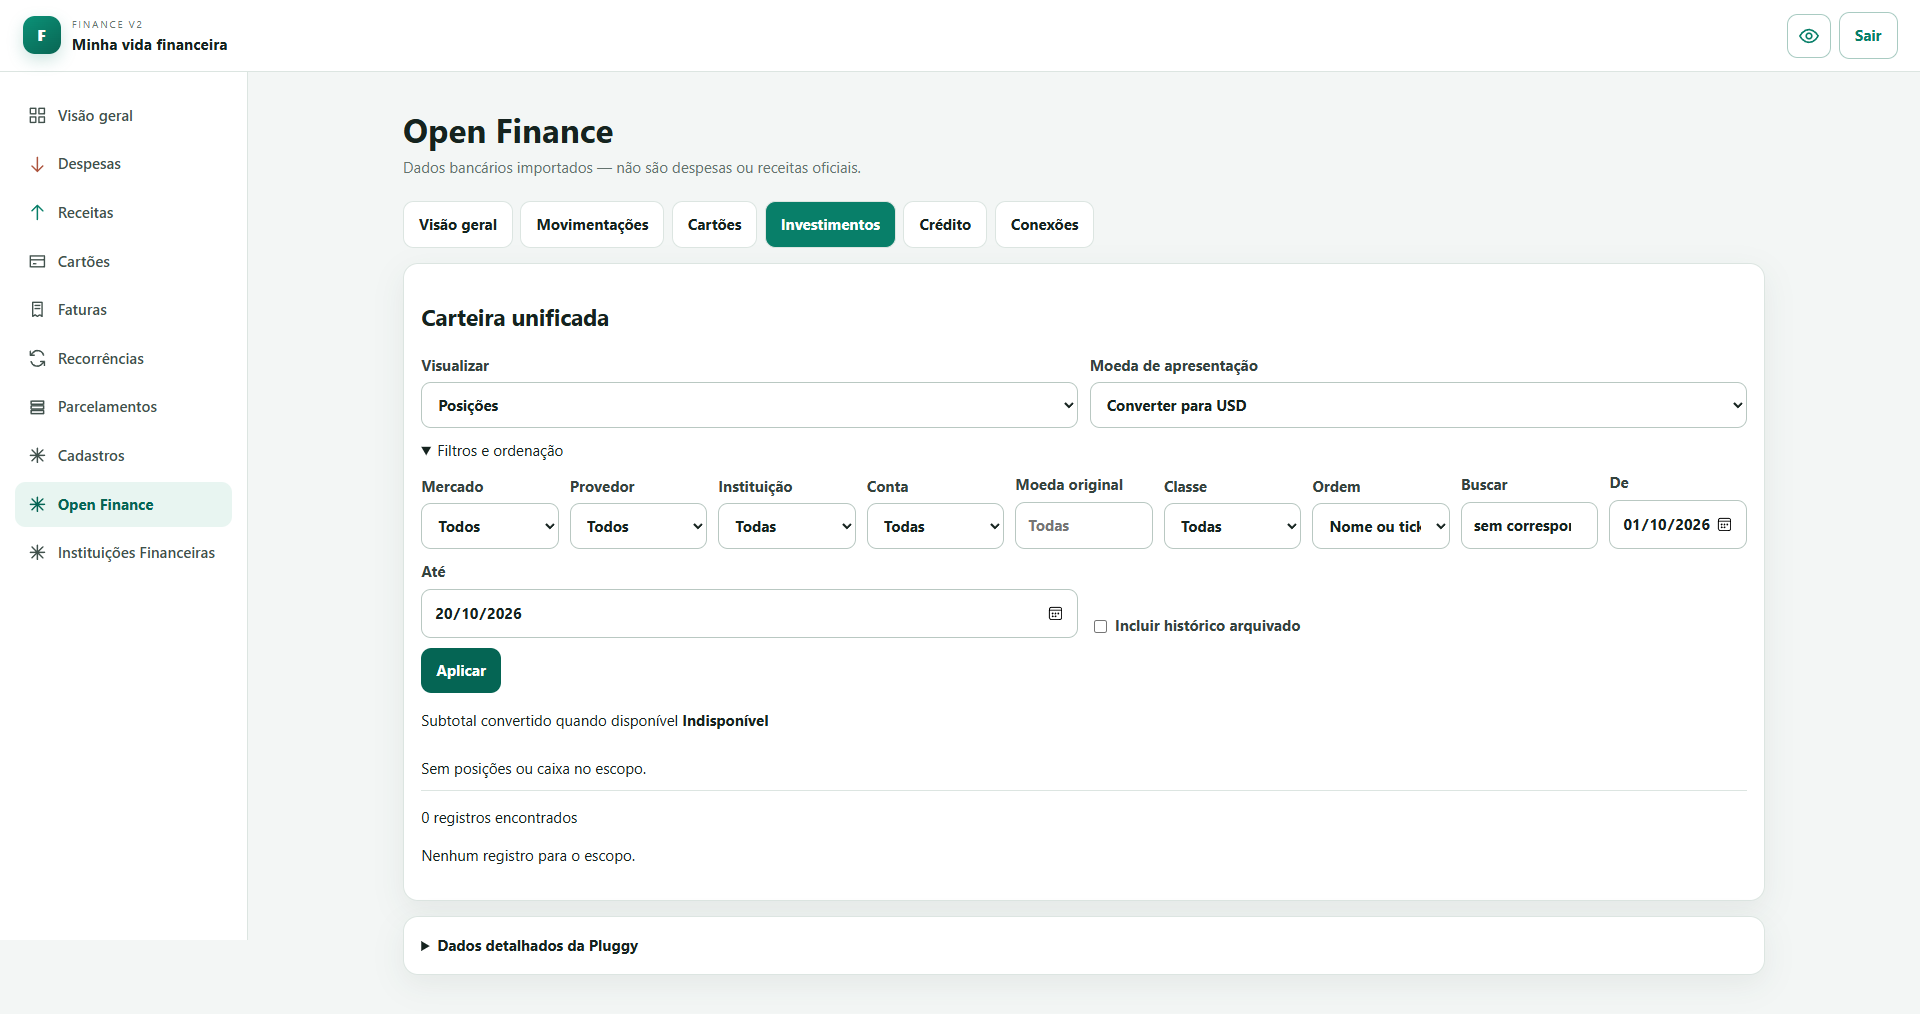 F
FINANCE V2
Minha vida financeira
Sair
Visão geral
Despesas
Receitas
Cartões
Faturas
Recorrências
Parcelamentos
Cadastros
Open Finance
Instituições Financeiras
Open Finance
Dados bancários importados — não são despesas ou receitas oficiais.
Visão geral
Movimentações
Cartões
Investimentos
Crédito
Conexões
Carteira unificada
Visualizar
Moeda de apresentação
Posições
Converter para USD
Filtros e ordenação
Mercado
Provedor
Instituição
Conta
Moeda original
Classe
Ordem
Buscar
De
Todos
Todos
Todas
Todas
Todas
Todas
Nome ou tick
sem correspor
01/10/2026
Até
20/10/2026
Incluir histórico arquivado
Aplicar
Subtotal convertido quando disponível Indisponível
Sem posições ou caixa no escopo.
0 registros encontrados
Nenhum registro para o escopo.
Dados detalhados da Pluggy